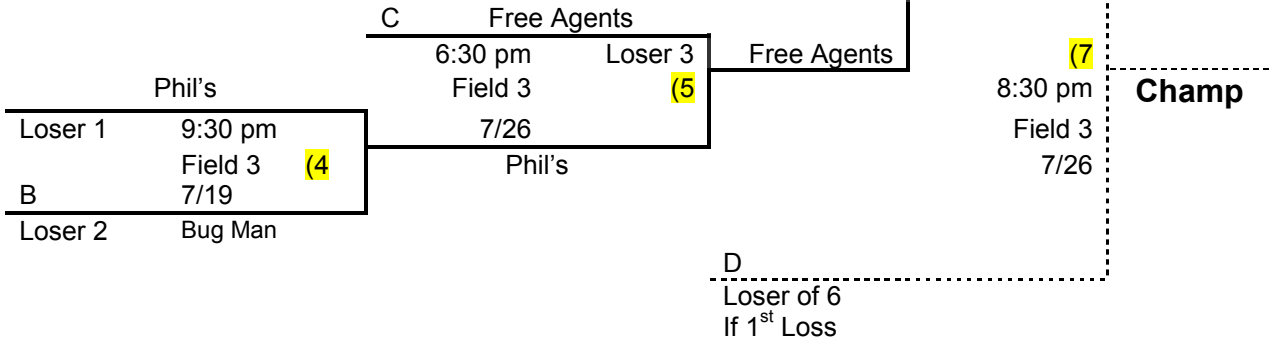 C Free Agents
6:30 pm Loser 3 Free Agents (7
Phil’s Field 3 (5 8:30 pm Champ
Loser 1 9:30 pm 7/26 Field 3
Field 3 (4 Phil’s 7/26
B 7/19
Loser 2 Bug Man
D
Loser of 6
If 1st Loss